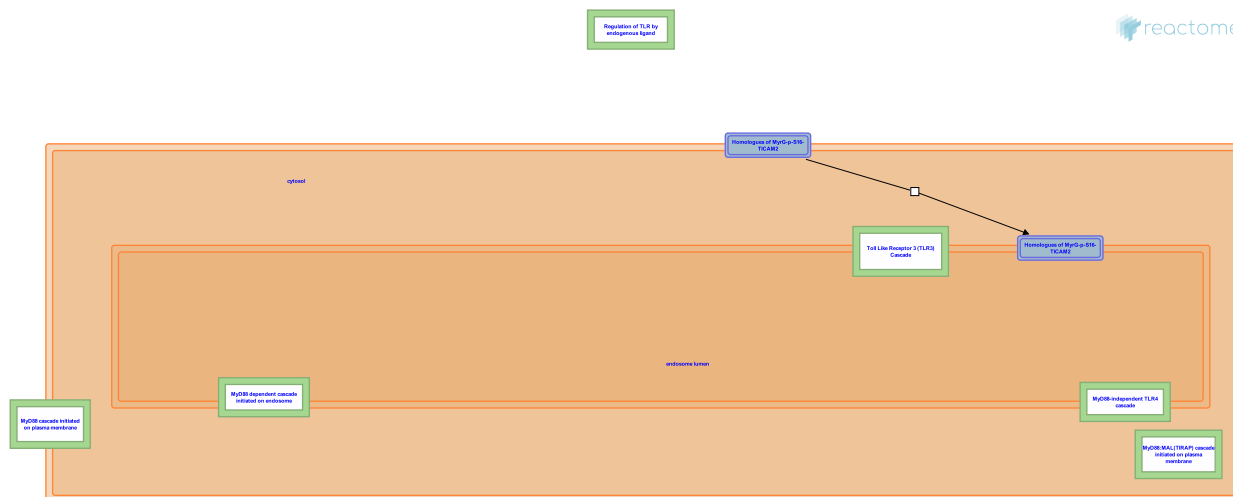 Regulation of TLR by
endogenous ligand
reactome
Homologues of MyrG-p-S16-
TICAM2
cytosol
Toll Like Receptor 3 (TLR3)
Cascade
Homologues of MyrG-p-S16-
TICAM2
endosome lumen
MyD88 dependent cascade
initiated on endosome
MyD88-independent TLR4
cascade
MyD88 cascade initiated
on plasma membrane
MyD88:MAL(TIRAP) cascade
initiated on plasma
membrane